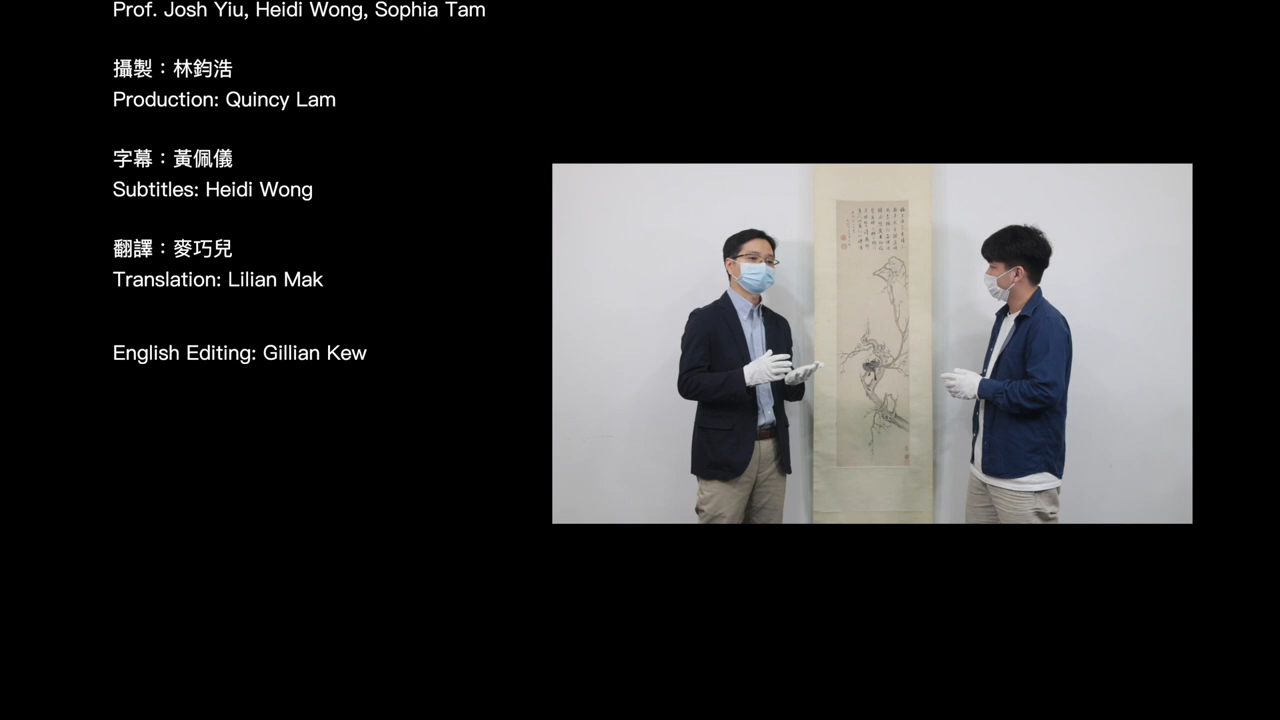 Prof. Josh Yiu, Heidi Wong, Sophia Tam
攝製：林鈞浩
Production: Quincy Lam
字幕：黃佩儀
Subtitles: Heidi Wong
翻譯：麥巧兒
Translation: Lilian Mak
English Editing: Gillian Kew